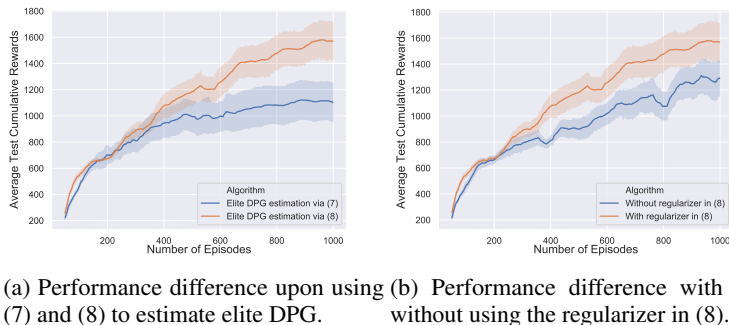 1800
1600
1400
1200
1000
800
600
400
200
Average Test Cumulative Rewards
200
400
600
800
1000
Number of Episodes
Algorithm
Elite DPG estimation via (7)
Elite DPG estimation via (8)
1800
1600
1400
1200
1000
800
600
400
200
Average Test Cumulative Rewards
200
400
600
800
1000
Number of Episodes
Algorithm
Without regularizer in (8)
With regularizer in (8)
(a) Performance difference upon using
(7) and (8) to estimate elite DPG.
(b) Performance difference with
without using the regularizer in (8).